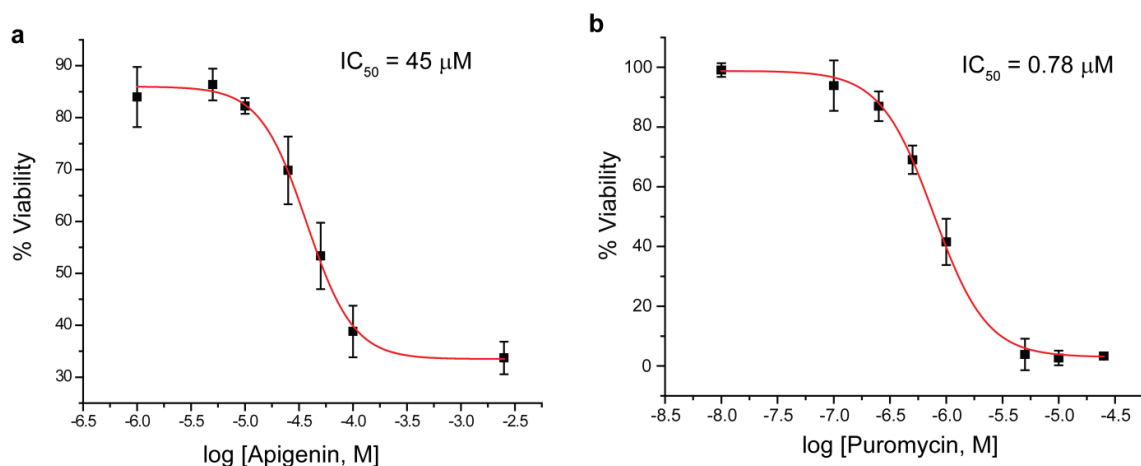 a
IC50 = 45 μM
% Viability
90
80
70
60
50
40
30
-6.5 -6.0 -5.5 -5.0 -4.5 -4.0 -3.5 -3.0 -2.5
log [Apigenin, M]
b
IC50 = 0.78 μM
% Viability
100
80
60
40
20
0
-8.5 -8.0 -7.5 -7.0 -6.5 -6.0 -5.5 -5.0 -4.5
log [Puromycin, M]